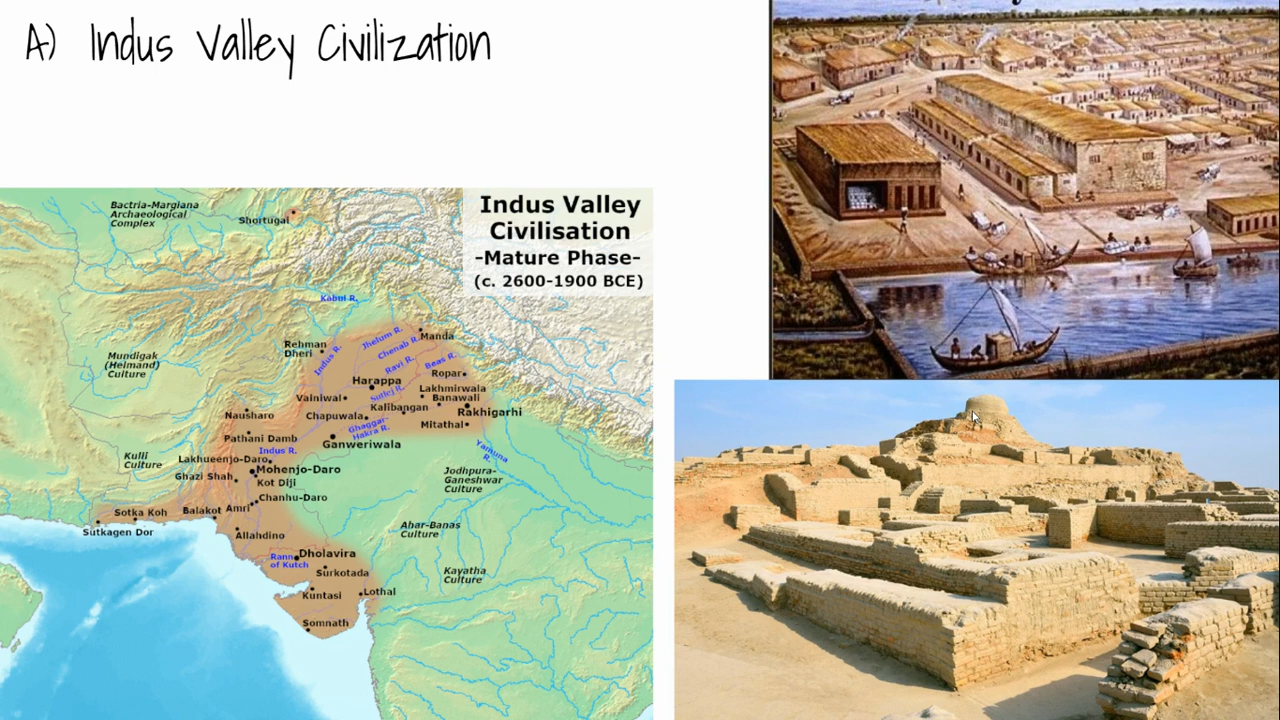 A) Indus Valley Civilization
Indus Valley
Civilisation
-Mature Phase-
(c. 2600-1900 BCE)
Bactria-Margiana
Archaeological
Complex
Shortugai
Kabul R.
Mundigak
(Helmand)
Culture
Rehman
Dheri
Indus R.
Jhelum R.
Chenab R.
Ravi R.
Beas R.
Sutlej R.
Manda
Ropar
Harappa
Lakhmirwala
Banawali
Vainiwal
Kalibangan
Rakhigarhi
Chapuwala
Mitathal
Nausharo
Ghaggar-
Hakra R.
Pathani Damb
Ganweriwala
Indus R.
Yamuna
R.
Kulli
Culture
Lakhueenjo-Daro
Mohenjo-Daro
Ghazi Shah
Kot Diji
Jodhpura-
Ganeshwar
Culture
Chanhu-Daro
Amri
Sotka Koh
Balakot
Sutkagen Dor
Allahdino
Ahar-Banas
Culture
Rann
of Kutch
Dholavira
Surkotada
Kayatha
Culture
Kuntasi
Lothal
Somnath